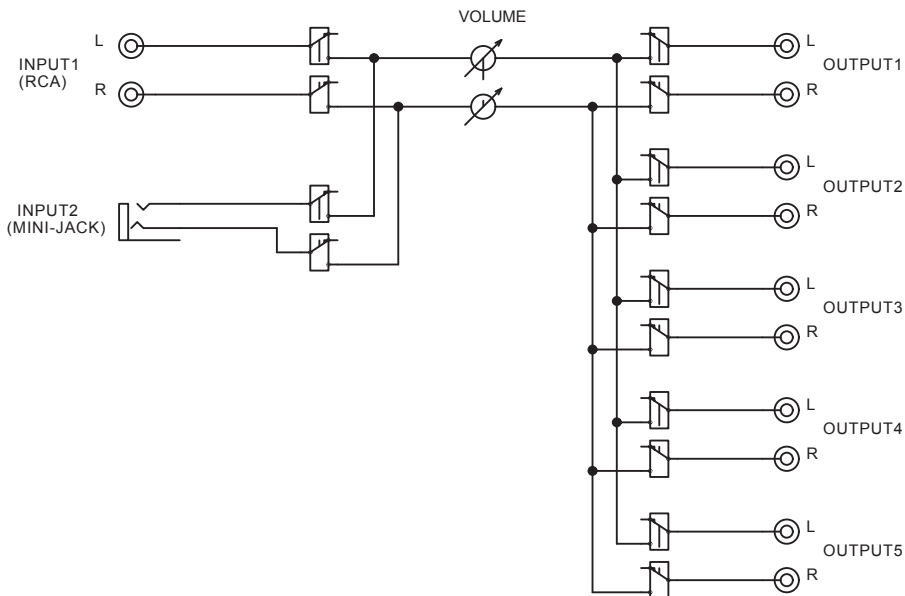 VOLUME
L
INPUT1
(RCA)
R
L
OUTPUT1
R
L
OUTPUT2
R
INPUT2
(MINI-JACK)
L
OUTPUT3
R
L
OUTPUT4
R
L
OUTPUT5
R